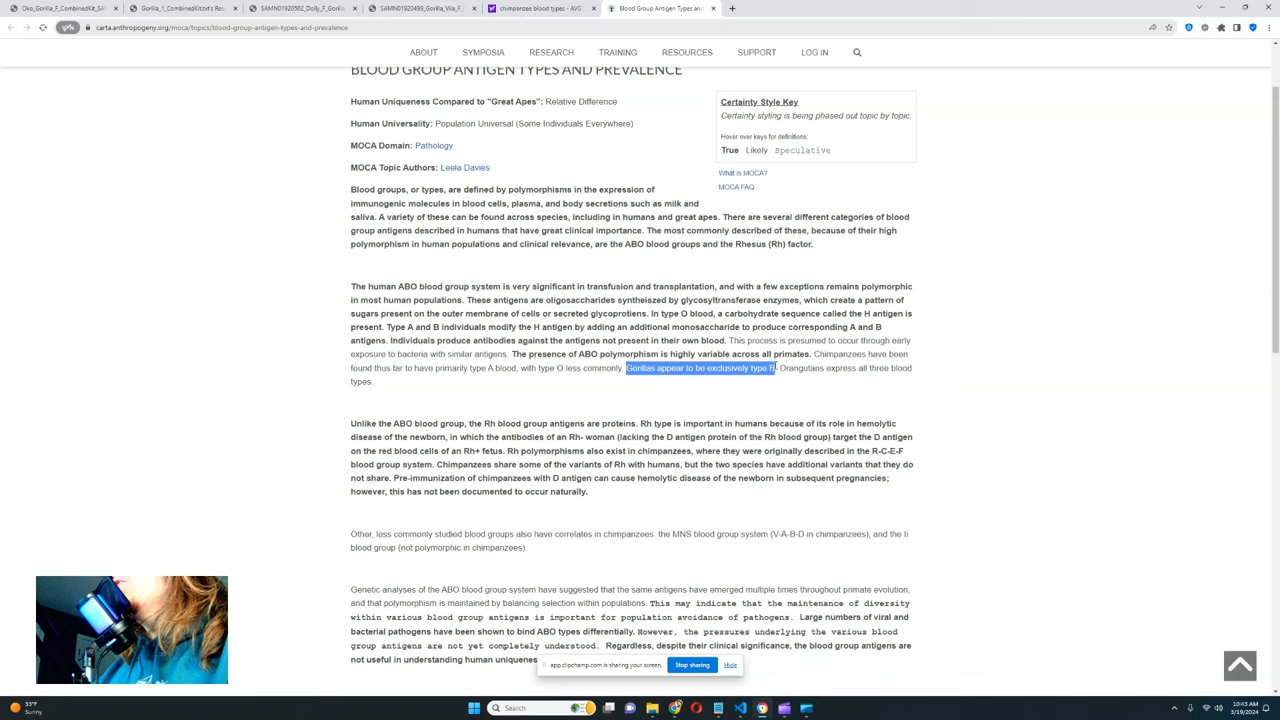 Oko_Gorilla_F_CombinedKit_SA
Gorilla_1_CombinedKit.txt's Res
SAMN01920502_Dolly_F_Gorilla
SAMN01920499_Gorilla_Vila_F_C
chimpanzee blood types - AVG
Blood Group Antigen Types and
VPN
carta.anthropogeny.org/moca/topics/blood-group-antigen-types-and-prevalence
ABOUT SYMPOSIA RESEARCH TRAINING RESOURCES SUPPORT LOG IN
BLOOD GROUP ANTIGEN TYPES AND PREVALENCE
Human Uniqueness Compared to "Great Apes": Relative Difference
Human Universality: Population Universal (Some Individuals Everywhere)
MOCA Domain: Pathology
MOCA Topic Authors: Leela Davies
Certainty Style Key
Certainty styling is being phased out topic by topic.
Hover over keys for definitions:
True Likely Speculative
What is MOCA?
MOCA FAQ...
Blood groups, or types, are defined by polymorphisms in the expression of
immunogenic molecules in blood cells, plasma, and body secretions such as milk and
saliva. A variety of these can be found across species, including in humans and great apes. There are several different categories of blood
group antigens described in humans that have great clinical importance. The most commonly described of these, because of their high
polymorphism in human populations and clinical relevance, are the ABO blood groups and the Rhesus (Rh) factor.
The human ABO blood group system is very significant in transfusion and transplantation, and with a few exceptions remains polymorphic
in most human populations. These antigens are oligosaccharides syntheiszed by glycosyltransferase enzymes, which create a pattern of
sugars present on the outer membrane of cells or secreted glycoproteins. In type O blood, a carbohydrate sequence called the H antigen is
present. Type A and B individuals modify the H antigen by adding an additional monosaccharide to produce corresponding A and B
antigens. Individuals produce antibodies against the antigens not present in their own blood. This process is presumed to occur through early
exposure to bacteria with similar antigens. The presence of ABO polymorphism is highly variable across all primates. Chimpanzees have been
found thus far to have primarily type A blood, with type O less commonly. Gorillas appear to be exclusively type B. Orangutans express all three blood
types.
Unlike the ABO blood group, the Rh blood group antigens are proteins. Rh type is important in humans because of its role in hemolytic
disease of the newborn, in which the antibodies of an Rh- woman (lacking the D antigen protein of the Rh blood group) target the D antigen
on the red blood cells of an Rh+ fetus. Rh polymorphisms also exist in chimpanzees, where they were originally described in the R-C-E-F
blood group system. Chimpanzees share some of the variants of Rh with humans, but the two species have additional variants that they do
not share. Pre-immunization of chimpanzees with D antigen can cause hemolytic disease of the newborn in subsequent pregnancies;
however, this has not been documented to occur naturally.
Other, less commonly studied blood groups also have correlates in chimpanzees: the MNS blood group system (V-A-B-D in chimpanzees), and the Ii
blood group (not polymorphic in chimpanzees).
Genetic analyses of the ABO blood group system have suggested that the same antigens have emerged multiple times throughout primate evolution,
and that polymorphism is maintained by balancing selection within populations. This may indicate that the maintenance of diversity
within various blood group antigens is important for population avoidance of pathogens. Large numbers of viral and
bacterial pathogens have been shown to bind ABO types differentially. However, the pressures underlying the various blood
group antigens are not yet completely understood. Regardless, despite their clinical significance, the blood group antigens are
not useful in understanding human uniqueness
app.clipchamp.com is sharing your screen.
Stop sharing
Hide
33°F
Sunny
Search
10:43 AM
3/19/2024